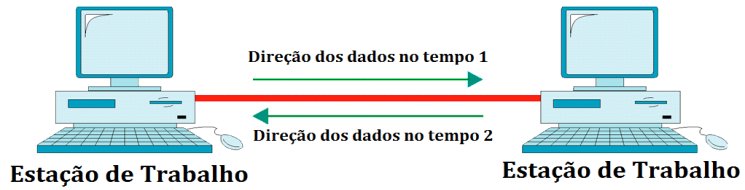 Direção dos dados no tempo 1
Direção dos dados no tempo 2
Estação de Trabalho
Estação de Trabalho